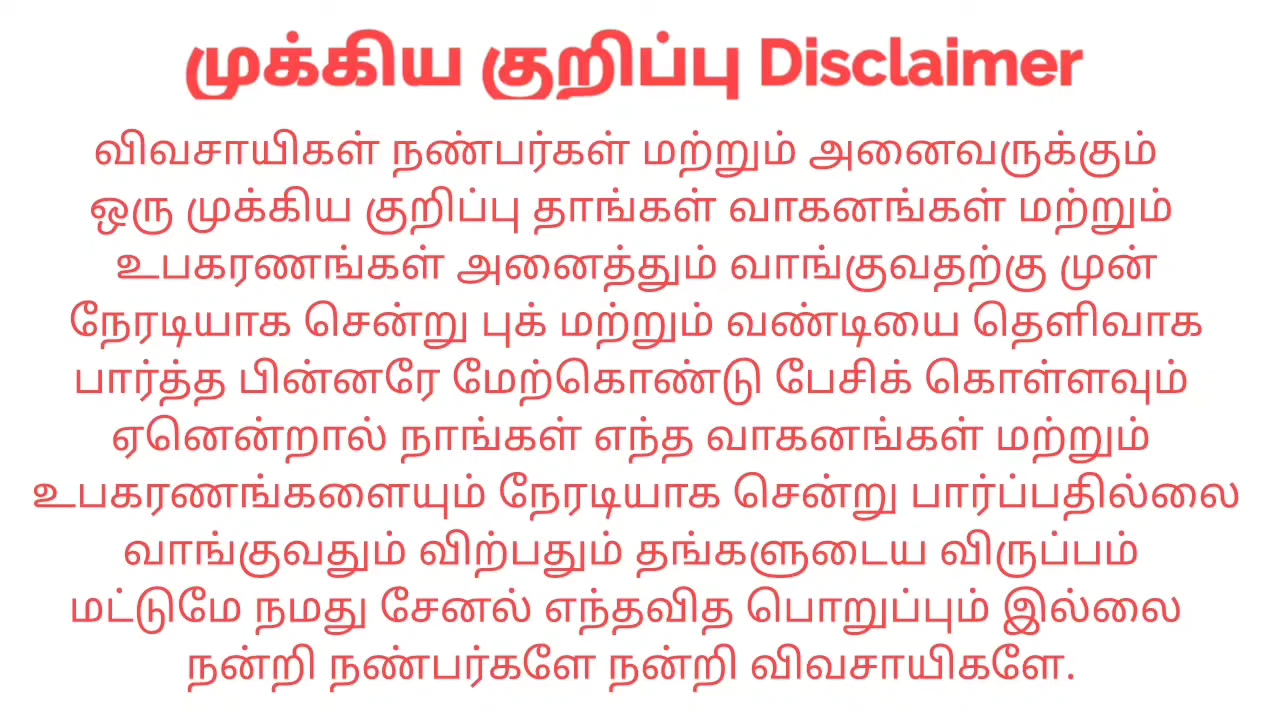 முக்கிய குறிப்பு Disclaimer
விவசாயிகள் நண்பர்கள் மற்றும் அனைவருக்கும்
ஒரு முக்கிய குறிப்பு தாங்கள் வாகனங்கள் மற்றும்
உபகரணங்கள் அனைத்தும் வாங்குவதற்கு முன்
நேரடியாக சென்று புக் மற்றும் வண்டியை தெளிவாக
பார்த்த பின்னரே மேற்கொண்டு பேசிக் கொள்ளவும்
ஏனென்றால் நாங்கள் எந்த வாகனங்கள் மற்றும்
உபகரணங்களையும் நேரடியாக சென்று பார்ப்பதில்லை
வாங்குவதும் விற்பதும் தங்களுடைய விருப்பம்
மட்டுமே நமது சேனல் எந்தவித பொறுப்பும் இல்லை
நன்றி நண்பர்களே நன்றி விவசாயிகளே.